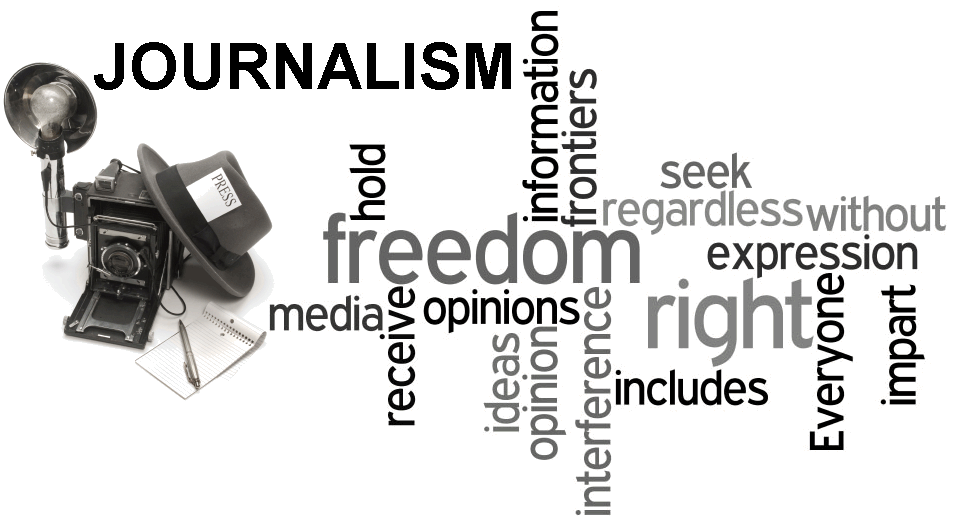 JOURNALISM
PRESS
information
frontiers
hold
seek
regardless
without
freedom
expression
right
media
opinions
receive
Everyone
impart
ideas
opinion
interference
includes